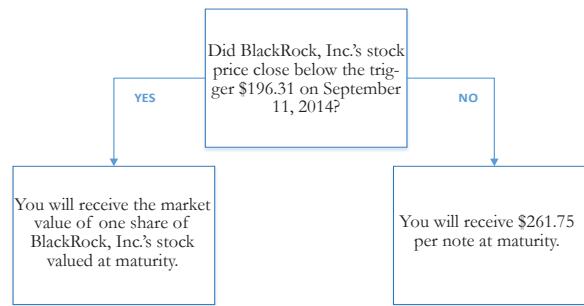 Did BlackRock, Inc.'s stock
price close below the trig-
ger $196.31 on September
11, 2014?
YES
NO
You will receive the market
value of one share of
BlackRock, Inc.'s stock
valued at maturity.
You will receive $261.75
per note at maturity.